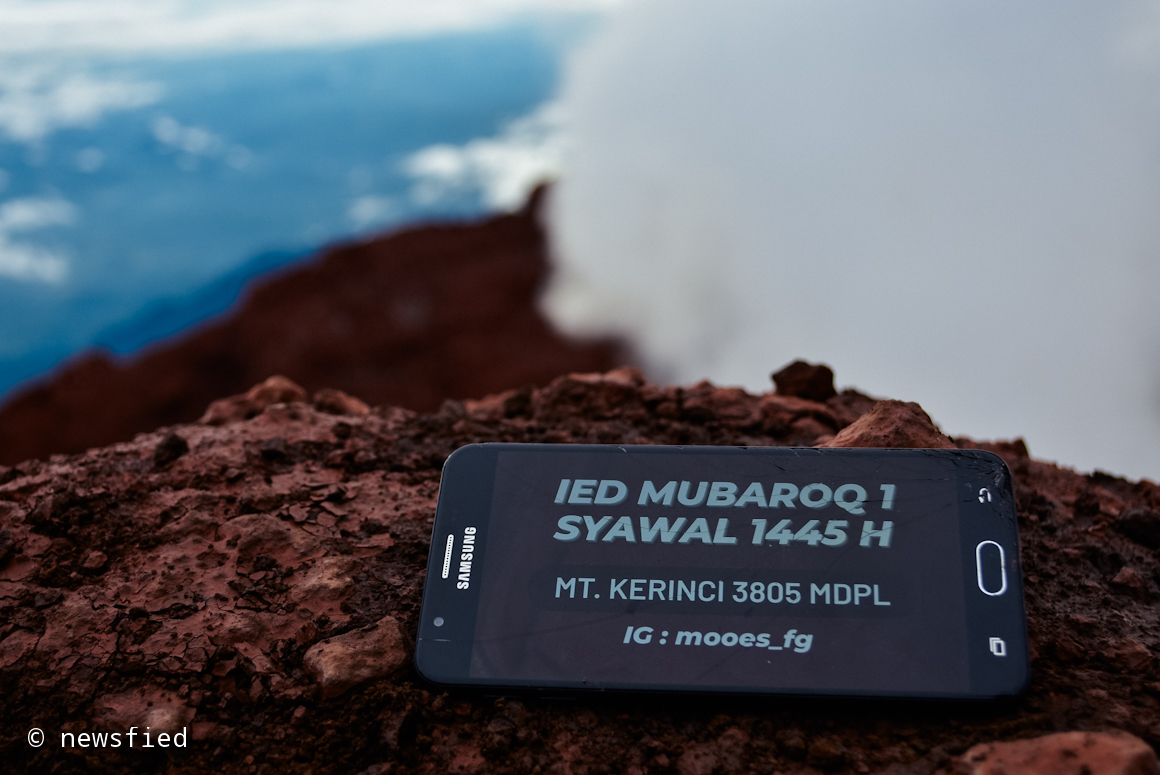 IED MUBAROQ 1
SYAWAL 1445 H
MT. KERINCI 3805 MDPL
IG : mooes_fg
SAMSUNG
© newsfied